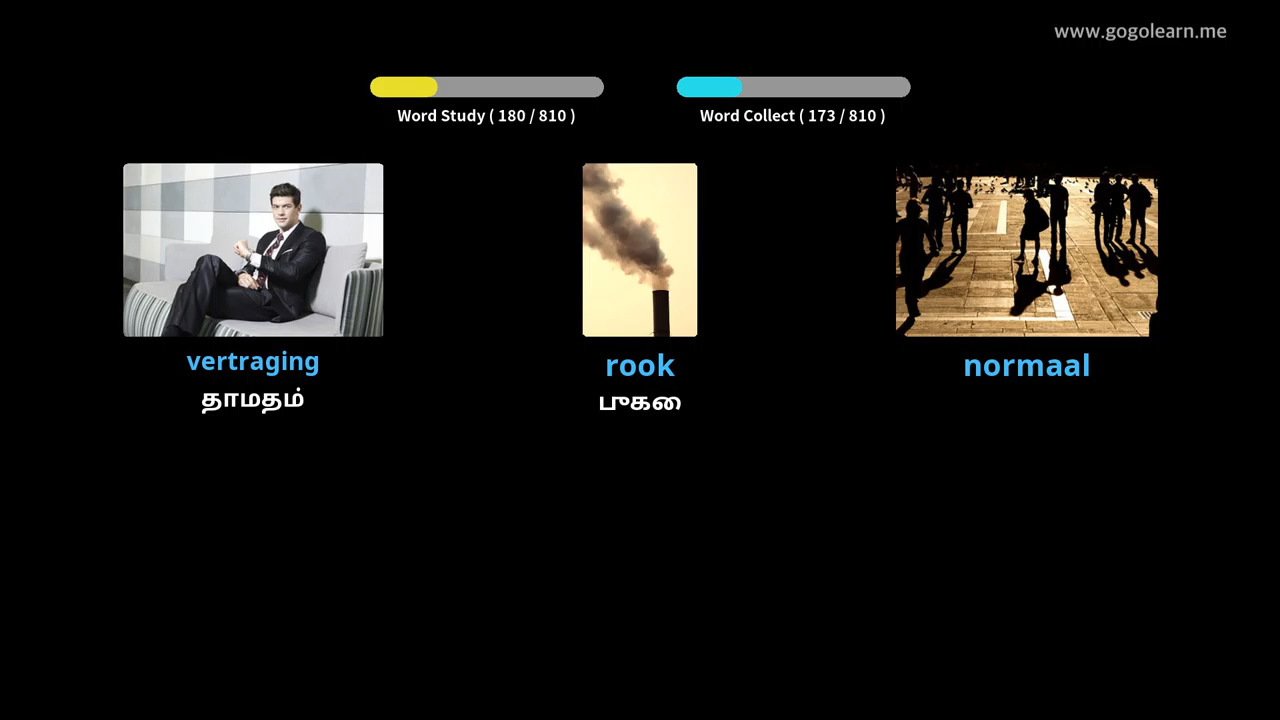 www.gogolearn.me
Word Study ( 180 / 810 )
Word Collect ( 173 / 810 )
vertraging
தாமதம்
rook
புகை
normaal